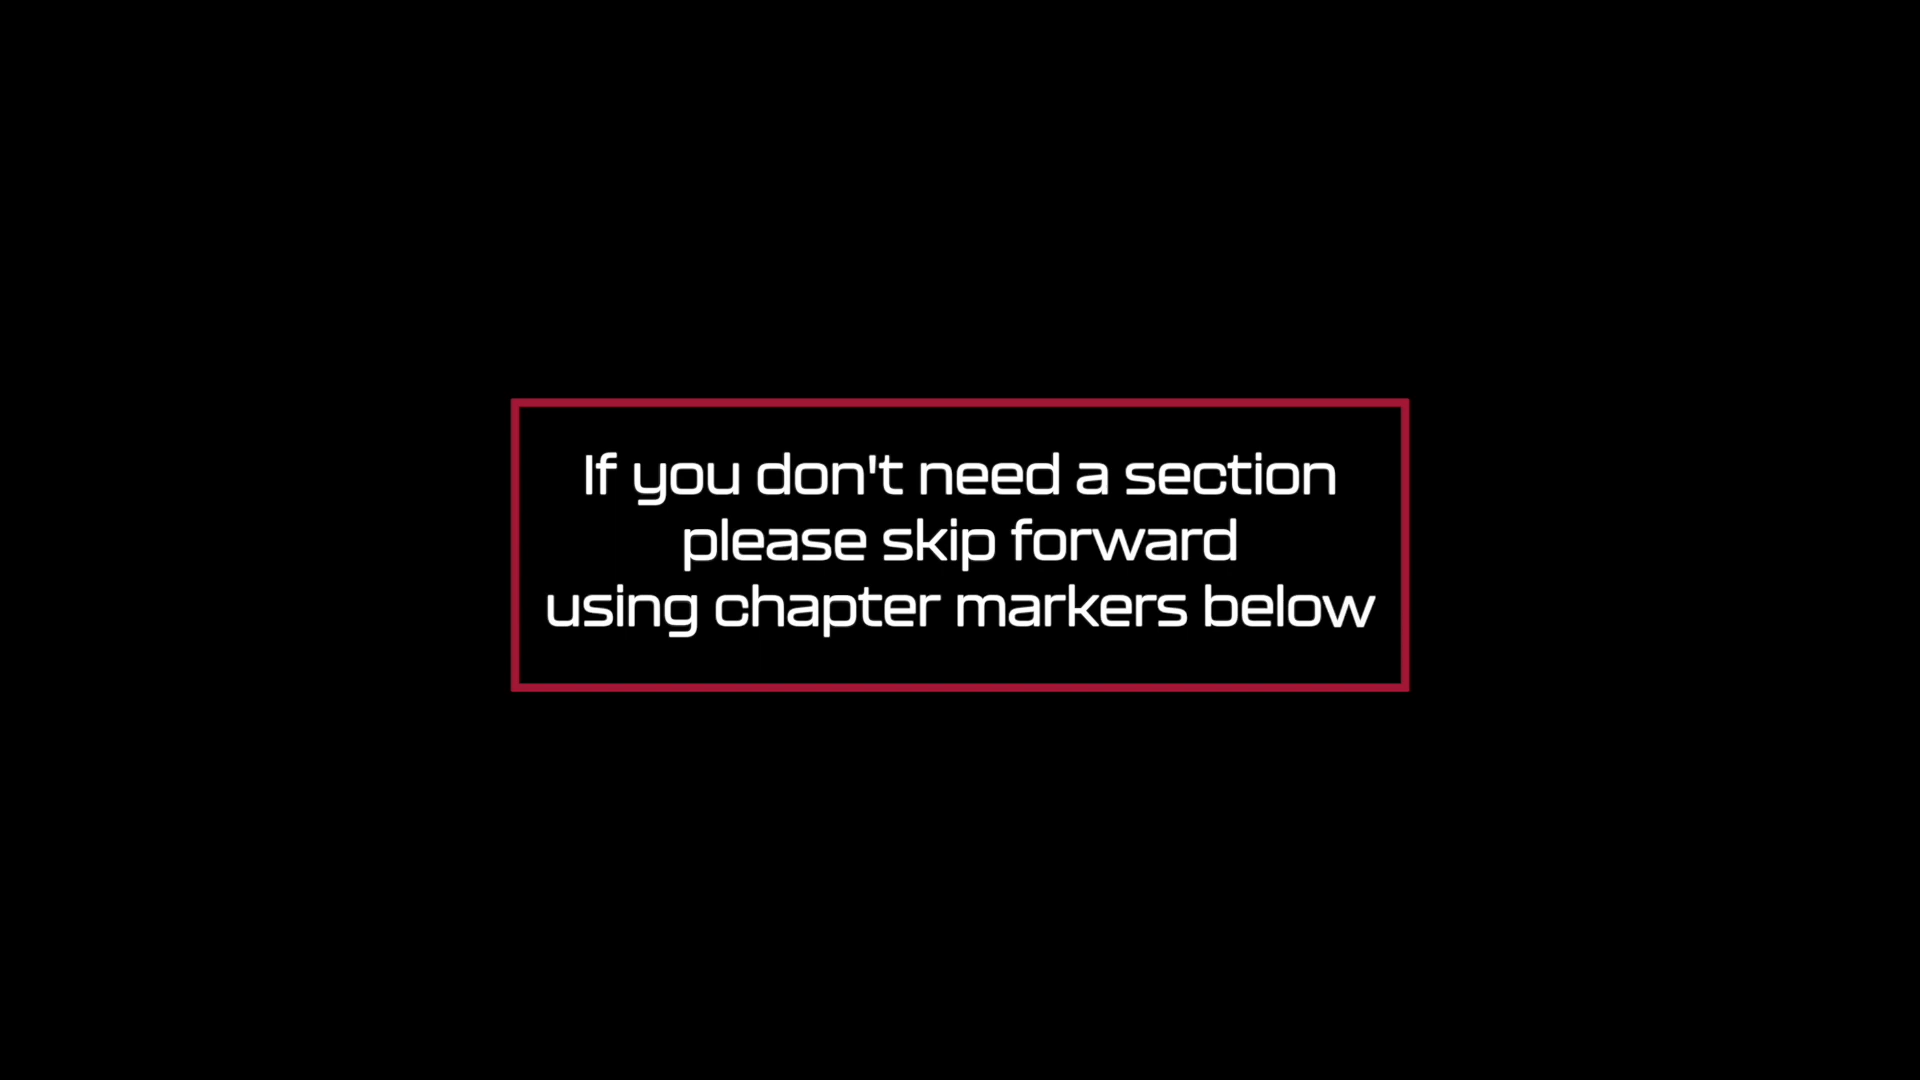 If you don't need a section
please skip forward
using chapter markers below